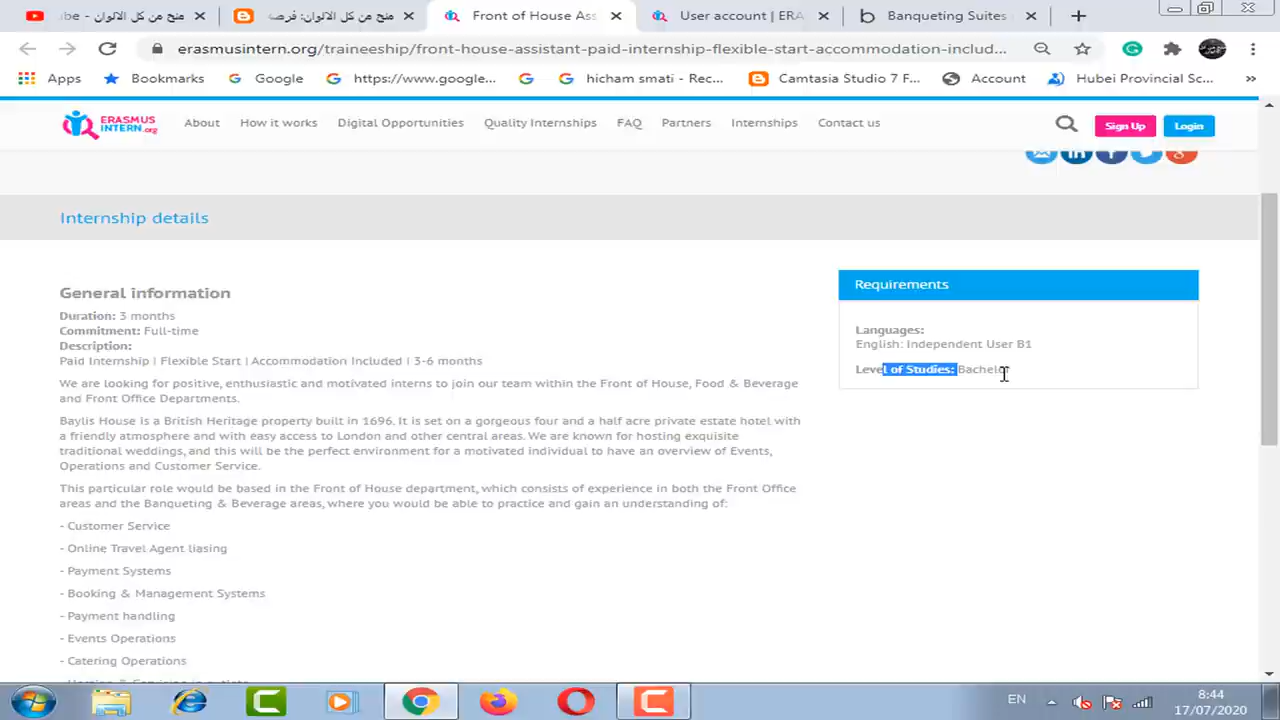 ube - منح من كل الالوان
منح من كل الالوان: فرصه
Front of House Ass
User account | ERA
Banqueting Suites
erasmusintern.org/traineeship/front-house-assistant-paid-internship-flexible-start-accommodation-includ...
Apps
Bookmarks
Google
https://www.google...
hicham smati - Rec...
Camtasia Studio 7 F...
Account
Hubei Provincial Sc...
»
ERASMUS
INTERN.org
About
How it works
Digital Opportunities
Quality Internships
FAQ
Partners
Internships
Contact us
Sign Up
Login
Internship details
General information
Duration: 3 months
Commitment: Full-time
Description:
Paid Internship | Flexible Start | Accommodation Included | 3-6 months
We are looking for positive, enthusiastic and motivated interns to join our team within the Front of House, Food & Beverage
and Front Office Departments.
Baylis House is a British Heritage property built in 1696. It is set on a gorgeous four and a half acre private estate hotel with
a friendly atmosphere and with easy access to London and other central areas. We are known for hosting exquisite
traditional weddings, and this will be the perfect environment for a motivated individual to have an overview of Events,
Operations and Customer Service.
This particular role would be based in the Front of House department, which consists of experience in both the Front Office
areas and the Banqueting & Beverage areas, where you would be able to practice and gain an understanding of:
- Customer Service
- Online Travel Agent liasing
- Payment Systems
- Booking & Management Systems
- Payment handling
- Events Operations
- Catering Operations
Requirements
Languages:
English: Independent User B1
Level of Studies: Bachelor
EN
8:44
17/07/2020